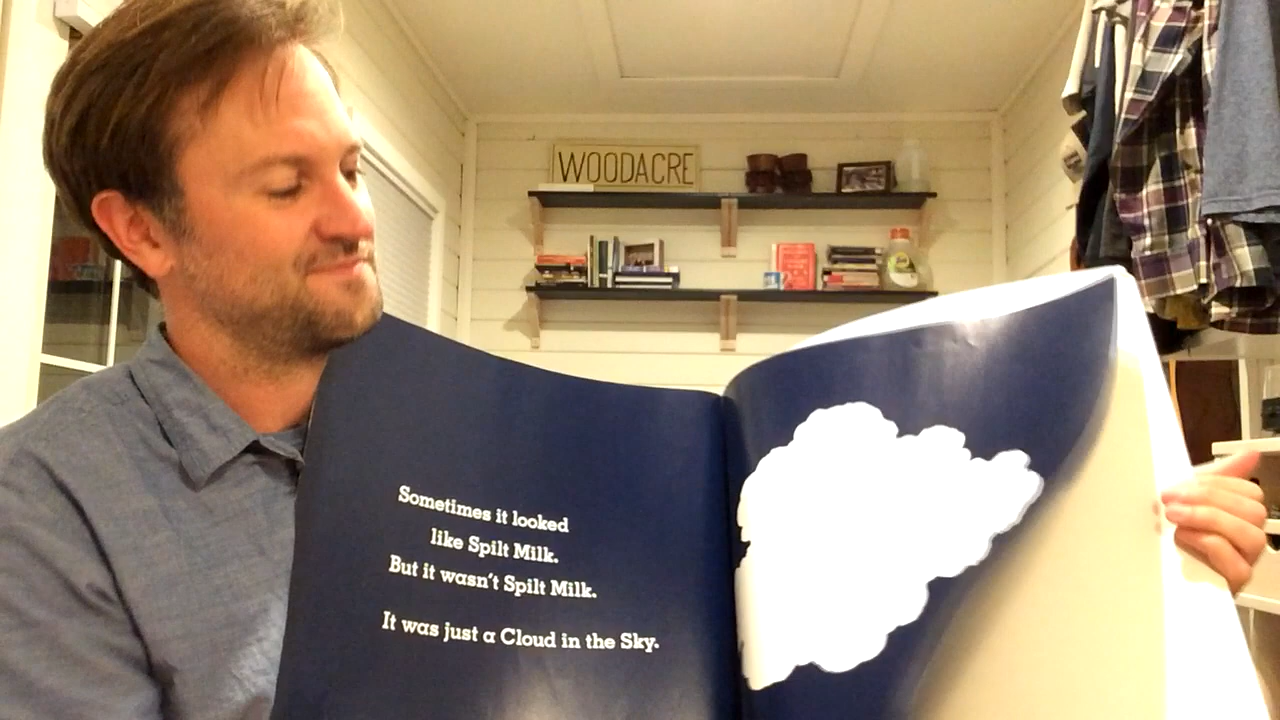 WOODACRE
Sometimes it looked
like Spilt Milk.
But it wasn't Spilt Milk.
It was just a Cloud in the Sky.